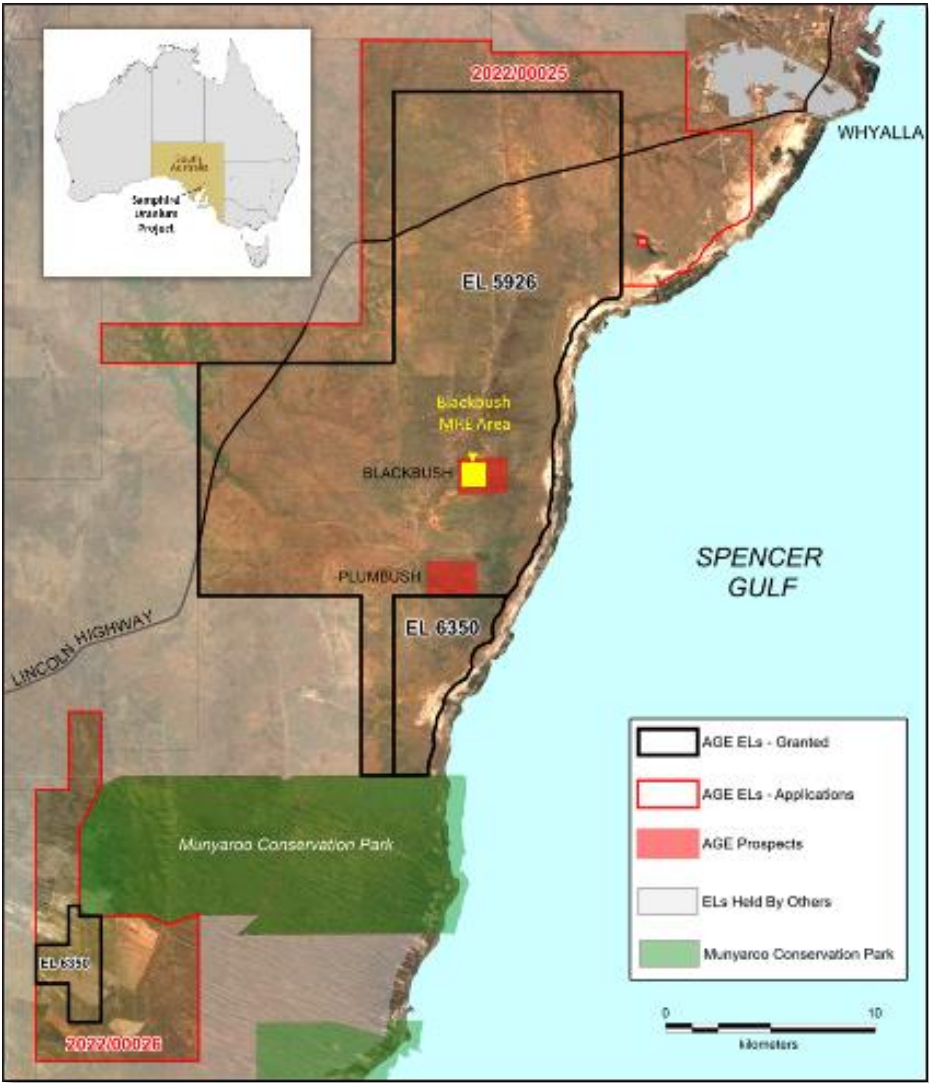 2022/00025
WHYALLA
South
Australia
Samphire
Uranium
Project
EL 5926
Blackbush
MRE Area
BLACKBUSH
PLUMBUSH
SPENCER
GULF
EL 6350
LINCOLN HIGHWAY
AGE ELs - Granted
AGE ELs - Applications
AGE Prospects
ELs Held By Others
Munyaroo Conservation Park
Munyaroo Conservation Park
EL 6350
2022/00026
0 10
kilometers